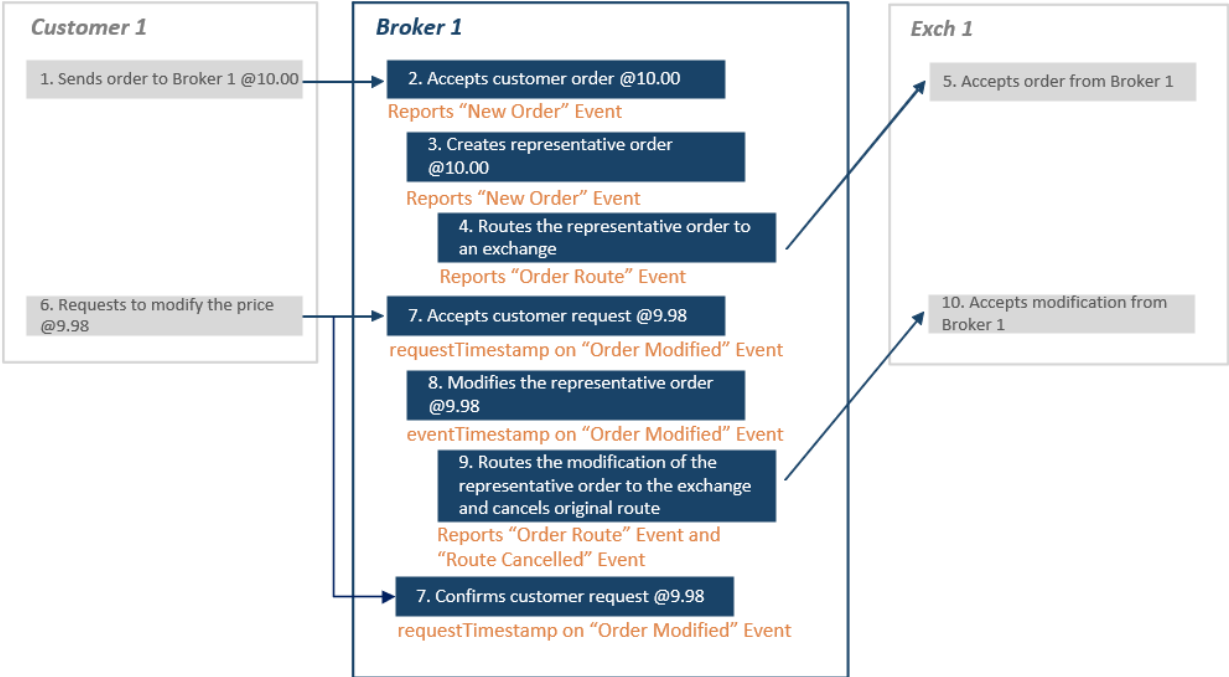 Customer 1
1. Sends order to Broker 1 @10.00
6. Requests to modify the price
@9.98
Broker 1
2. Accepts customer order @10.00
Reports “New Order” Event
3. Creates representative order
@10.00
Reports “New Order” Event
4. Routes the representative order to
an exchange
Reports “Order Route” Event
7. Accepts customer request @9.98
requestTimestamp on “Order Modified” Event
8. Modifies the representative order
@9.98
eventTimestamp on “Order Modified” Event
9. Routes the modification of the
representative order to the exchange
and cancels original route
Reports “Order Route” Event and
“Route Cancelled” Event
7. Confirms customer request @9.98
requestTimestamp on “Order Modified” Event
Exch 1
5. Accepts order from Broker 1
10. Accepts modification from
Broker 1